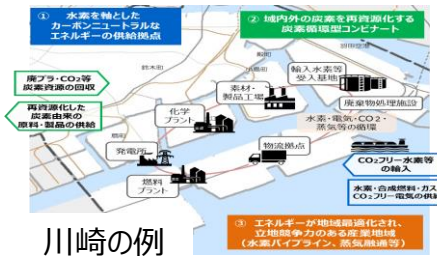 ① 水素を軸とした
カーボンニュートラルな
エネルギーの供給拠点
② 域内外の炭素を再資源化する
炭素循環型コンビナート
廃プラ・CO2等
炭素資源の回収
再資源化した
炭素由来の
原料・製品の供給
輸入水素等
受入基地
素材・
製品工場
化学
プラント
廃棄物処理施設
水素・電気・CO2・
蒸気等の循環
発電所
物流拠点
燃料
プラント
CO2フリー水素等
の輸入
水素・合成燃料・ガス
CO2フリー電気の供給
③ エネルギーが地域最適化され、
立地競争力のある産業地域
(水素パイプライン、蒸気融通等)
川崎の例